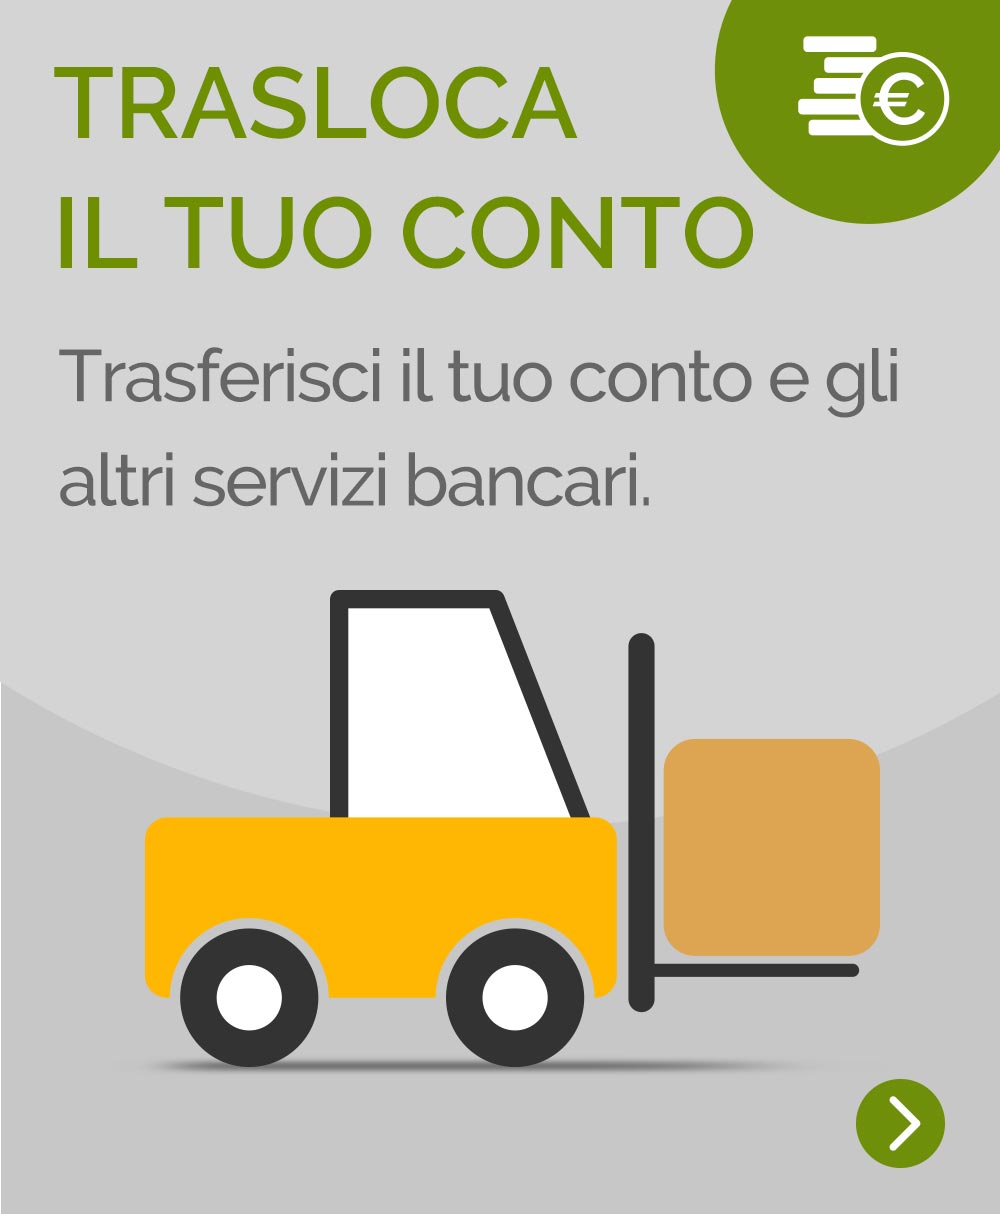 TRASLOCA
IL TUO CONTO
Trasferisci il tuo conto e gli
altri servizi bancari.
€